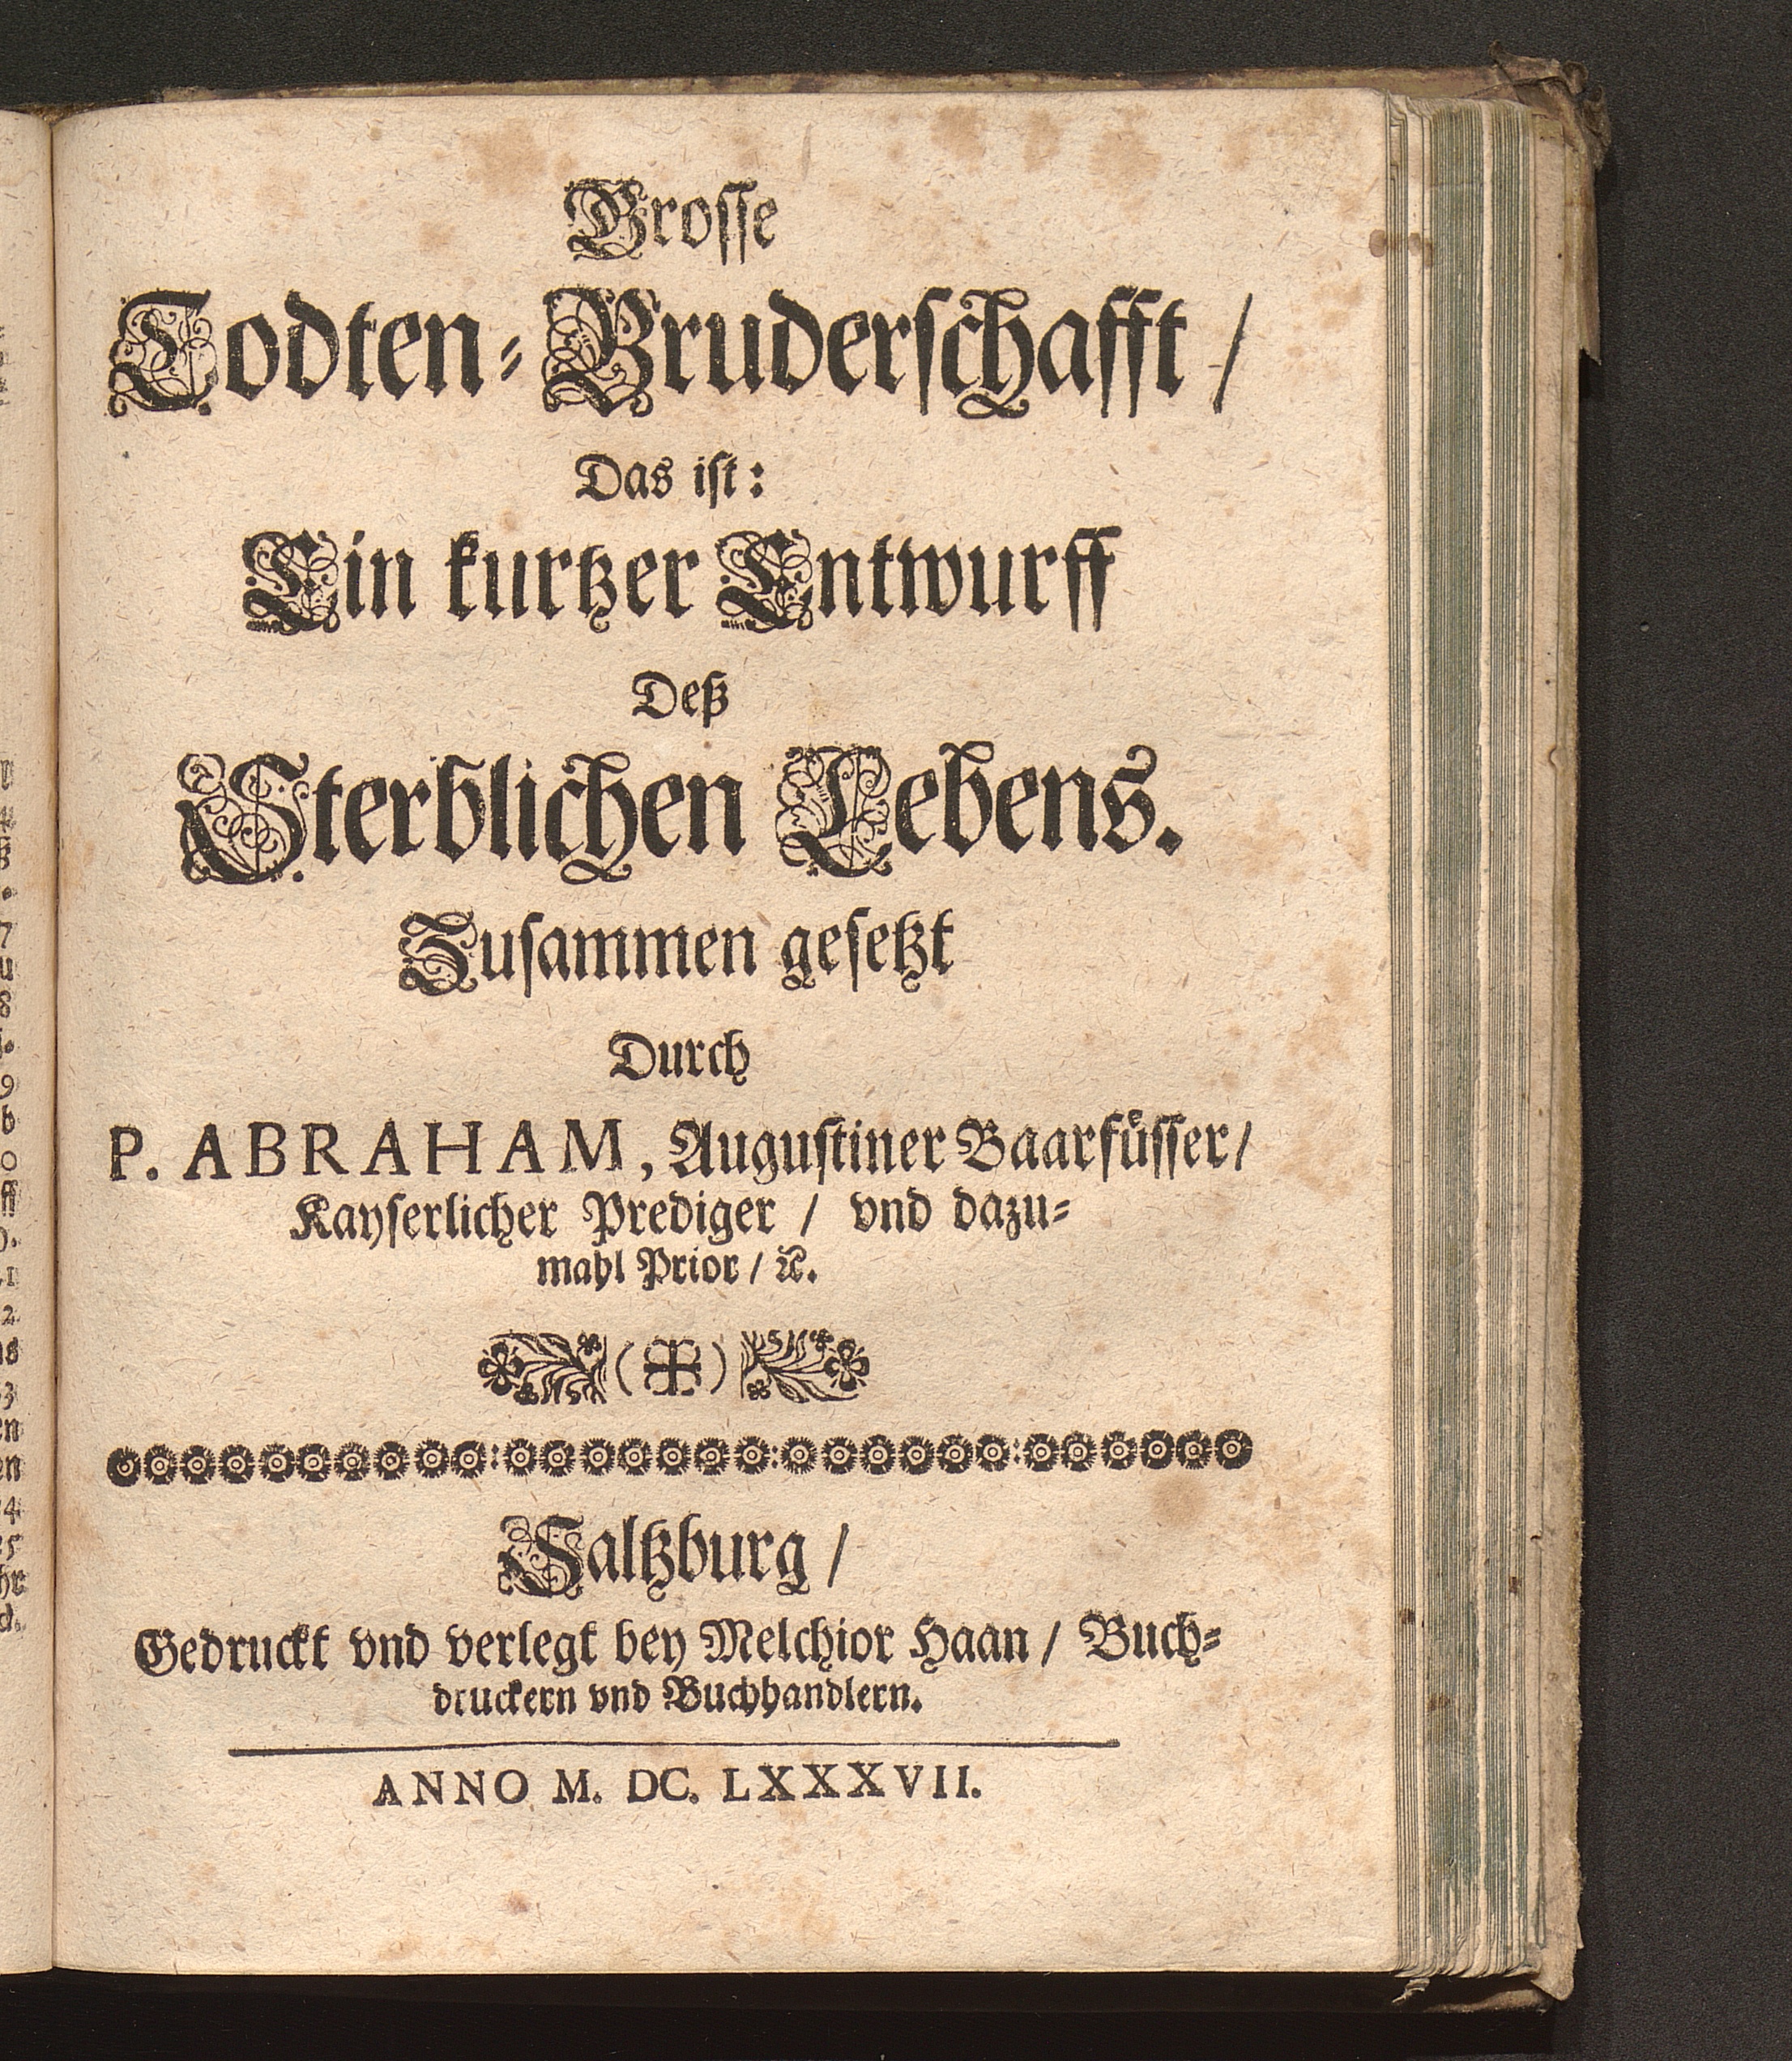 Grosse
Todten-Bruderschafft /
Das ist:
Ein kurtzer Entwurff
Deß
Sterblichen Lebens.
Zusammen gesetzt
Durch
P. ABRAHAM, Augustiner Baarfüsser /
Kayserlicher Prediger / vnd dazu-
mahl Prior / ꝛc.
Saltzburg /
Gedruckt vnd verlegt bey Melchior Haan / Buch-
druckern vnd Buchhandlern.
ANNO M. DC. LXXXVII.